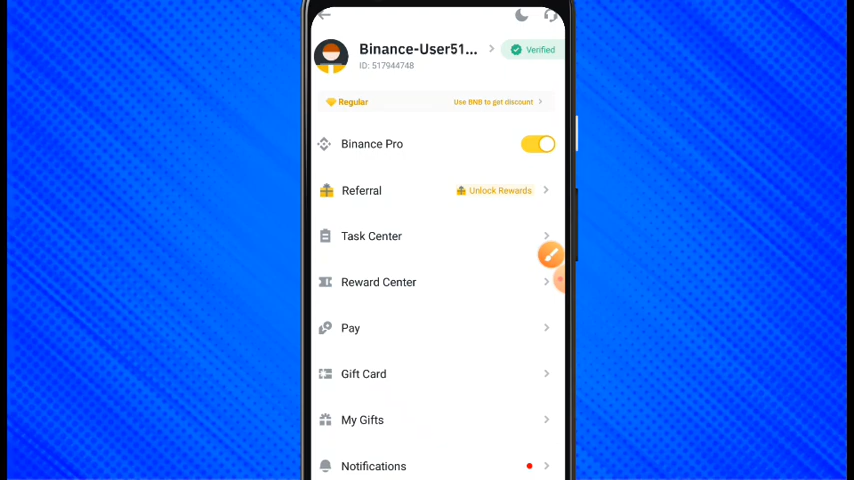 Binance-User51...
Verified
ID: 517944748
Regular
Use BNB to get discount
Binance Pro
Referral
Unlock Rewards
Task Center
Reward Center
Pay
Gift Card
My Gifts
Notifications